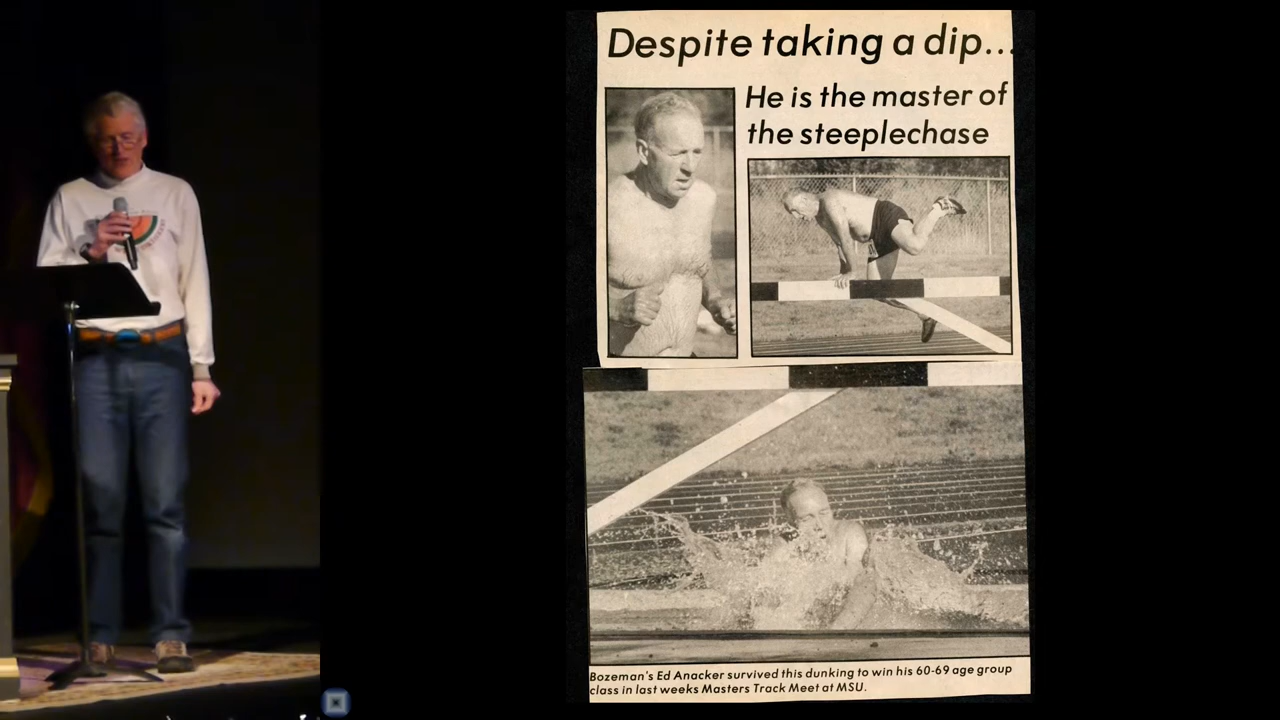 Despite taking a dip...
He is the master of
the steeplechase
Bozeman's Ed Anacker survived this dunking to win his 60-69 age group
class in last weeks Masters Track Meet at MSU.